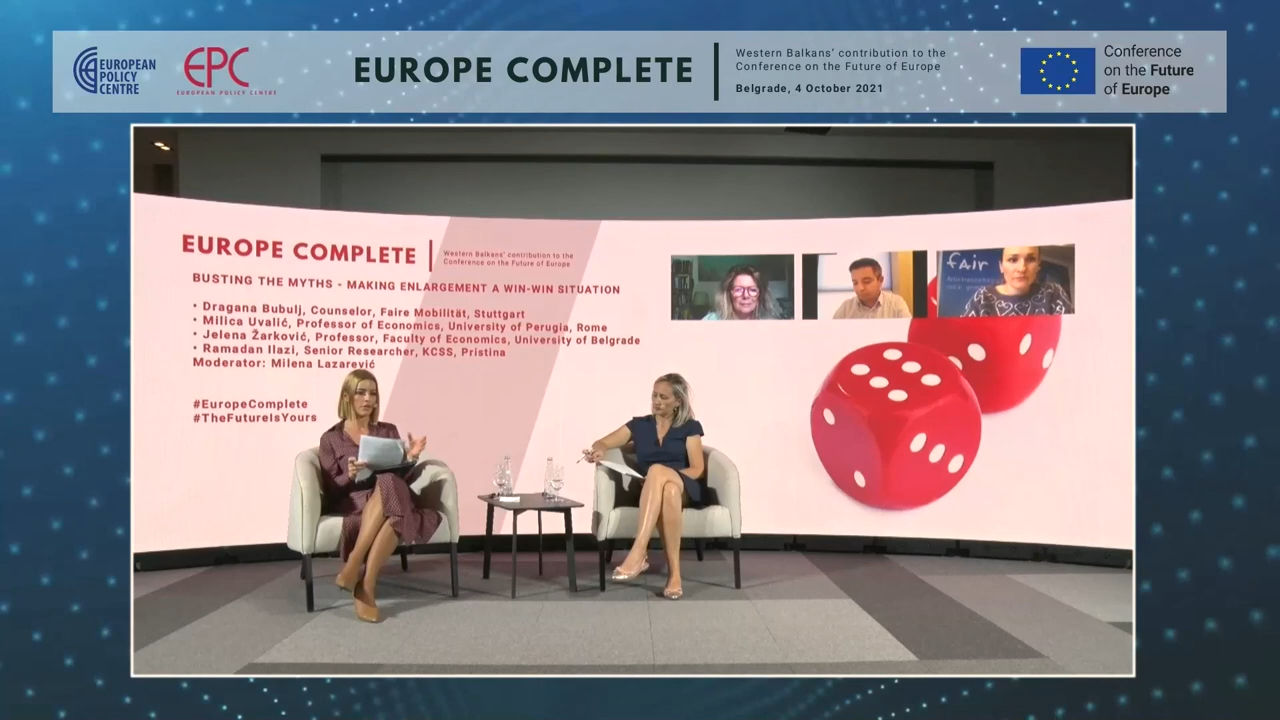 EUROPEAN
POLICY
CENTRE
EPC
EUROPEAN POLICY CENTRE
EUROPE COMPLETE
Western Balkans' contribution to the
Conference on the Future of Europe
Belgrade, 4 October 2021
Conference
on the Future
of Europe
EUROPE COMPLETE
Western Balkans' contribution to the
Conference on the Future of Europe
BUSTING THE MYTHS - MAKING ENLARGEMENT A WIN-WIN SITUATION
• Dragana Bubulj, Counselor, Faire Mobilität, Stuttgart
• Milica Uvalić, Professor of Economics, University of Perugia, Rome
• Jelena Žarković, Professor, Faculty of Economics, University of Belgrade
• Ramadan Ilazi, Senior Researcher, KCSS, Pristina
Moderator: Milena Lazarević
#EuropeComplete
#TheFutureIsYours
fair